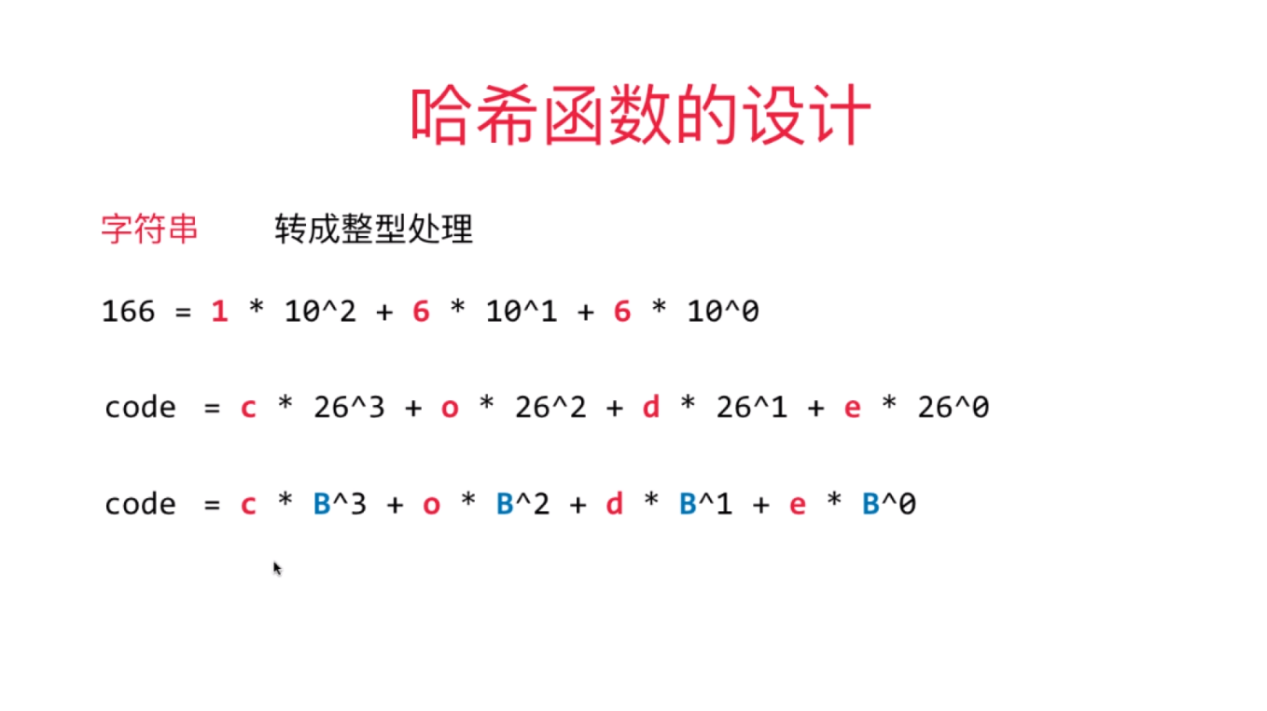 哈希函数的设计
字符串 转成整型处理
166 = 1 * 10^2 + 6 * 10^1 + 6 * 10^0
code = c * 26^3 + o * 26^2 + d * 26^1 + e * 26^0
code = c * B^3 + o * B^2 + d * B^1 + e * B^0